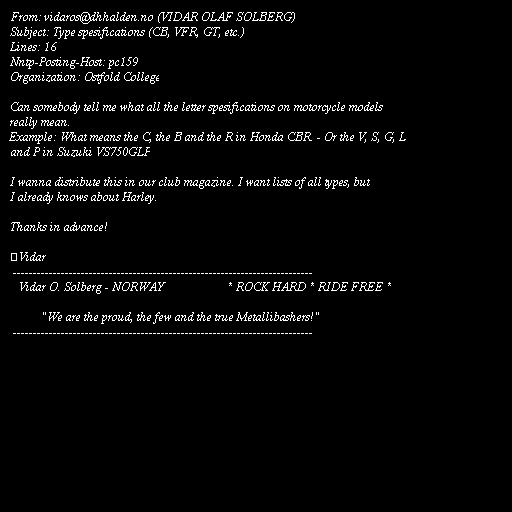 From: vidaros@dhhalden.no (VIDAR OLAF SOLBERG)
Subject: Type spesifications (CB, VFR, GT, etc.)
Lines: 16
Nntp-Posting-Host: pc159
Organization: Ostfold College

Can somebody tell me what all the letter spesifications on motorcycle models
really mean.
Example: What means the C, the B and the R in Honda CBR. - Or the V, S, G, L
and P in Suzuki VS750GLP

I wanna distribute this in our club magazine. I want lists of all types, but
I already knows about Harley.

Thanks in advance!

Vidar
---------------------------------------------------------------------------
Vidar O. Solberg - NORWAY * ROCK HARD * RIDE FREE *

"We are the proud, the few and the true Metallibashers!"
---------------------------------------------------------------------------